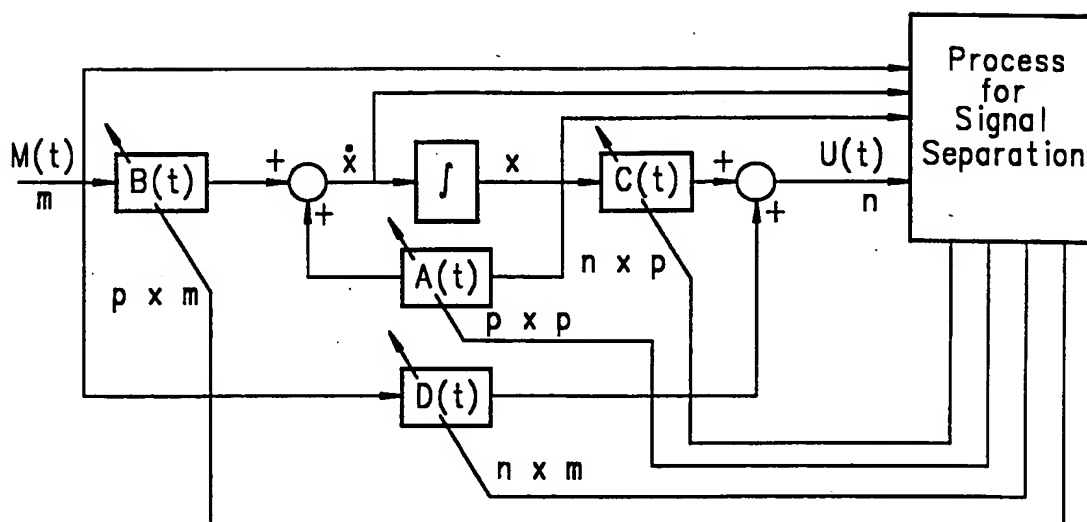 Process
for
Signal
Separation
M(t)
m
B(t)
p x m
+
+
ẋ
∫
x
A(t)
p x p
C(t)
n x p
+
+
U(t)
n
D(t)
n x m